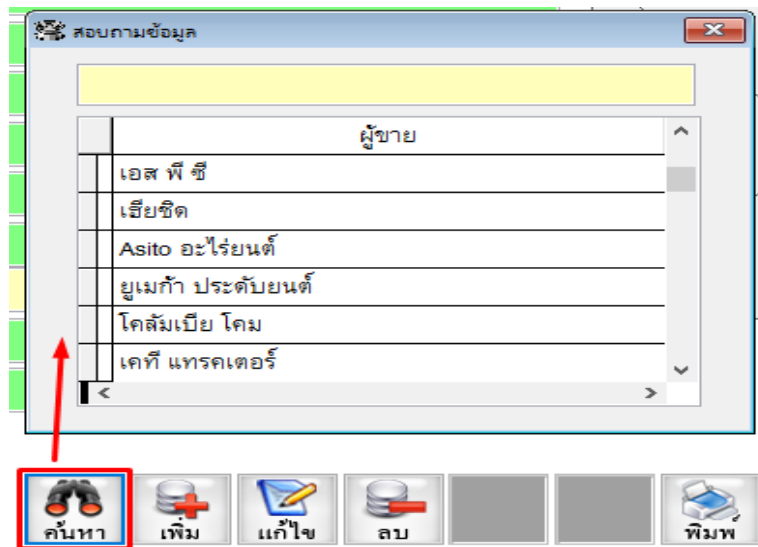 สอบถามข้อมูล
ผู้ขาย
เอส พี ซี
เฮียชิด
Asito อะไร่ยนต์
ยูเมก้า ประดับยนต์
โคลัมเบีย โคม
เคที แทรคเตอร์
ค้นหา เพิ่ม แก้ไข ลบ พิมพ์